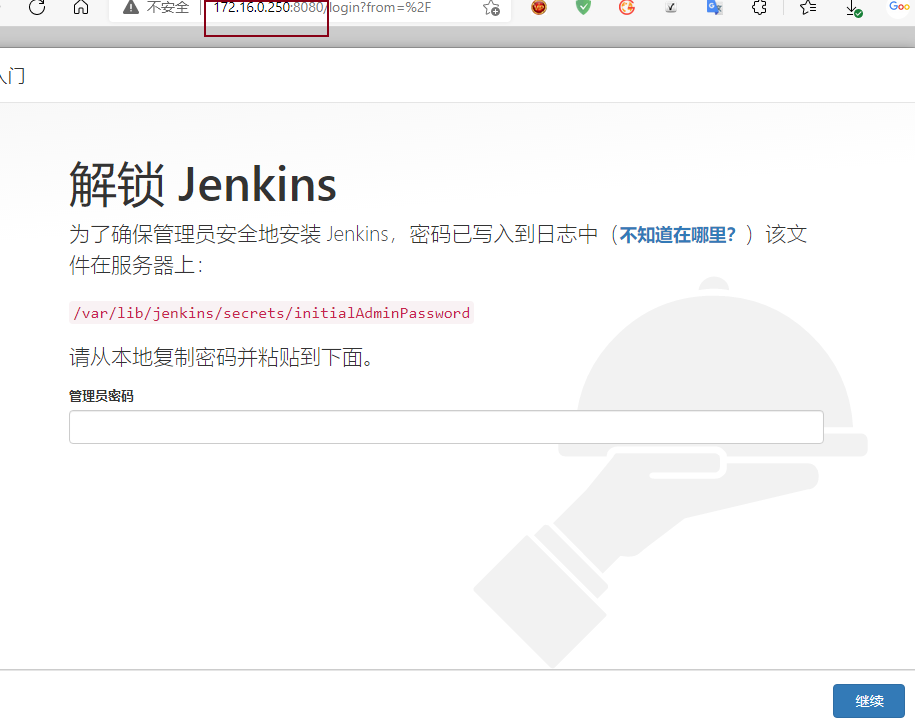 不安全 172.16.0.250:8080/login?from=%2F
入门
解锁 Jenkins
为了确保管理员安全地安装 Jenkins，密码已写入到日志中（不知道在哪里？）该文
件在服务器上：
/var/lib/jenkins/secrets/initialAdminPassword
请从本地复制密码并粘贴到下面。
管理员密码
继续